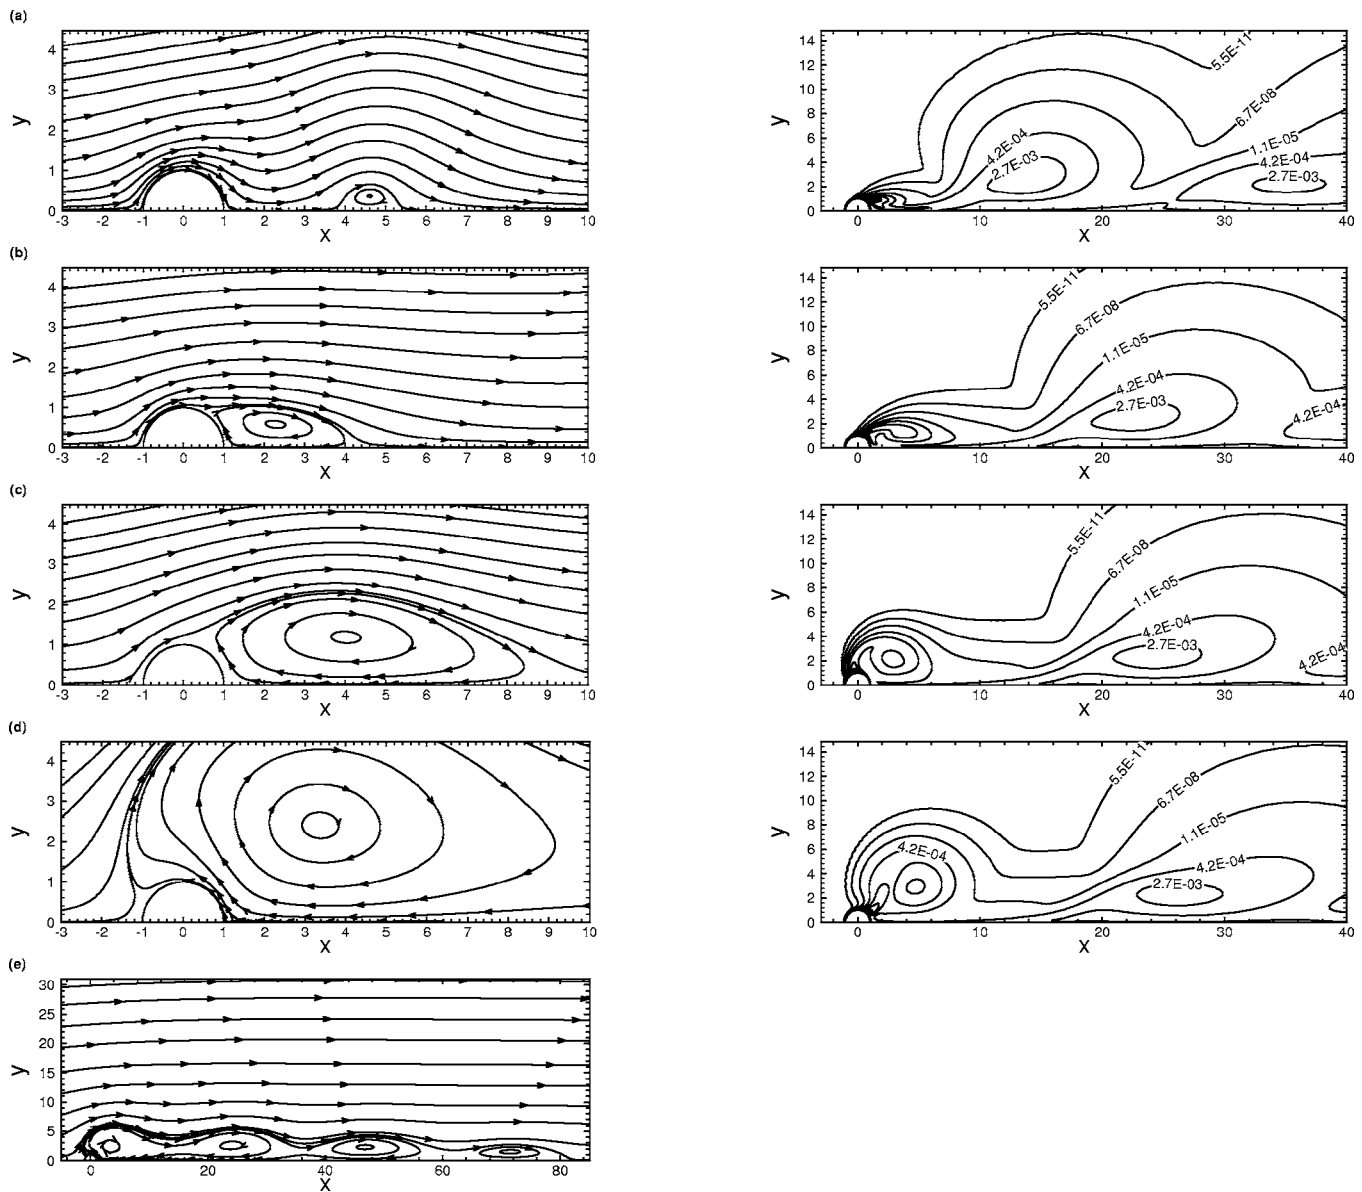 (a)
4
3
2
1
0
y
-3 -2 -1 0 1 2 3 4 5 6 7 8 9 10
X
14
12
10
8
6
4
2
0
y
5.5E-11
6.7E-08
1.1E-05
4.2E-04
4.2E-04
2.7E-03
2.7E-03
0 10 20 30 40
X
(b)
4
3
2
1
0
y
-3 -2 -1 0 1 2 3 4 5 6 7 8 9 10
X
14
12
10
8
6
4
2
0
y
5.5E-11
6.7E-08
1.1E-05
4.2E-04
2.7E-03
4.2E-04
0 10 20 30 40
X
(c)
4
3
2
1
0
y
-3 -2 -1 0 1 2 3 4 5 6 7 8 9 10
X
14
12
10
8
6
4
2
0
y
5.5E-11
6.7E-08
1.1E-05
4.2E-04
2.7E-03
4.2E-04
0 10 20 30 40
X
(d)
4
3
2
1
0
y
-3 -2 -1 0 1 2 3 4 5 6 7 8 9 10
X
14
12
10
8
6
4
2
0
y
5.5E-11
6.7E-08
1.1E-05
4.2E-04
4.2E-04
2.7E-03
0 10 20 30 40
X
(e)
30
25
20
15
10
5
0
y
0 20 40 60 80
X